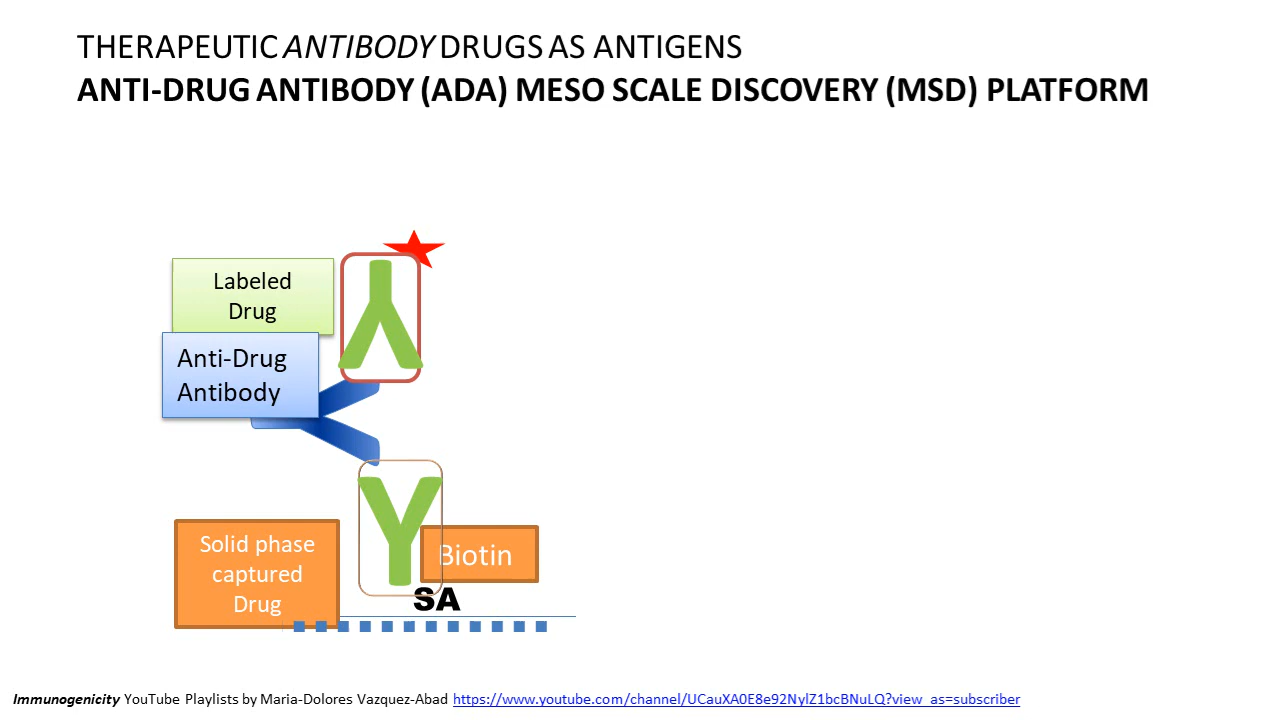 THERAPEUTIC ANTIBODY DRUGS AS ANTIGENS
ANTI-DRUG ANTIBODY (ADA) MESO SCALE DISCOVERY (MSD) PLATFORM
Labeled
Drug
Anti-Drug
Antibody
Solid phase
captured
Drug
Biotin
SA
Immunogenicity YouTube Playlists by Maria-Dolores Vazquez-Abad https://www.youtube.com/channel/UCauXA0E8e92NylZ1bcBNuLQ?view_as=subscriber